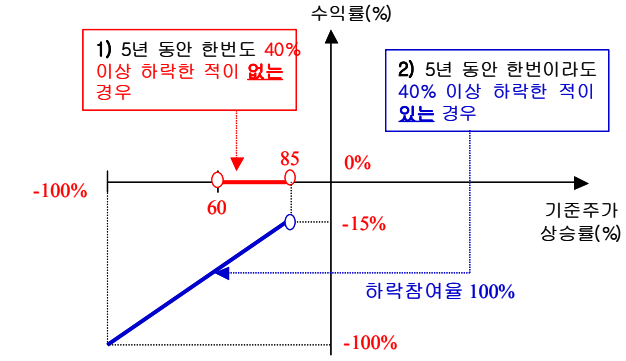 수익률(%)
1) 5년 동안 한번도 40%
이상 하락한 적이 없는
경우
2) 5년 동안 한번이라도
40% 이상 하락한 적이
있는 경우
85
0%
-100%
60
기준주가
상승률(%)
-15%
하락참여율 100%
-100%